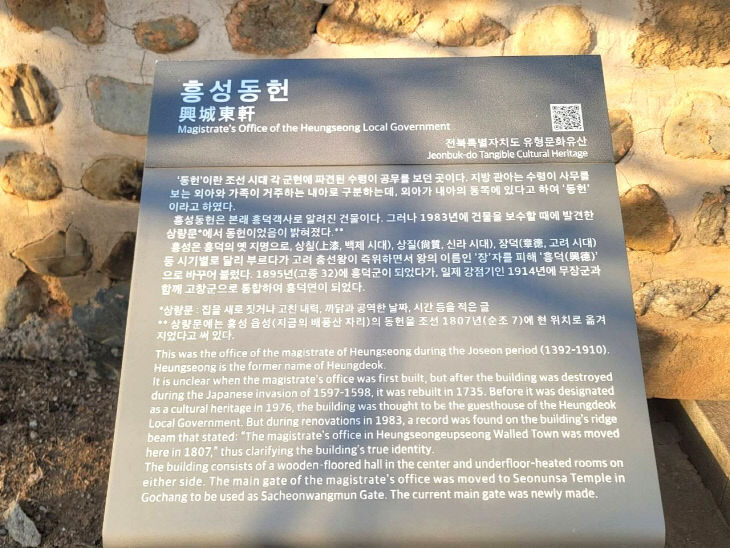 흥성동헌
興城東軒
Magistrate's Office of the Heungseong Local Government
전북특별자치도 유형문화유산
Jeonbuk-do Tangible Cultural Heritage
'동헌'이란 조선 시대 각 군현에 파견된 수령이 공무를 보던 곳이다. 지방 관아는 수령이 사무를
보는 외아와 가족이 거주하는 내아로 구분하는데, 외아가 내아의 동쪽에 있다고 하여 '동헌'
이라고 하였다.
흥성동헌은 본래 흥덕객사로 알려진 건물이다. 그러나 1983년에 건물을 보수할 때에 발견한
상량문*에서 동헌이었음이 밝혀졌다.**
흥성은 흥덕의 옛 지명으로, 상칠(上漆, 백제 시대), 상질(尙質, 신라 시대), 장덕(章德, 고려 시대)
등 시기별로 달리 부르다가 고려 충선왕이 즉위하면서 왕의 이름인 '장'자를 피해 '흥덕(興德)'
으로 바꾸어 불렀다. 1895년(고종 32)에 흥덕군이 되었다가, 일제 강점기인 1914년에 무장군과
함께 고창군으로 통합하여 흥덕면이 되었다.
*상량문 : 집을 새로 짓거나 고친 내력, 까닭과 공역한 날짜, 시간 등을 적은 글
** 상량문에는 흥성 읍성(지금의 배풍산 자리)의 동헌을 조선 1807년(순조 7)에 현 위치로 옮겨
지었다고 써 있다.
This was the office of the magistrate of Heungseong during the Joseon period (1392-1910).
Heungseong is the former name of Heungdeok.
It is unclear when the magistrate's office was first built, but after the building was destroyed
during the Japanese invasion of 1597-1598, it was rebuilt in 1735. Before it was designated
as a cultural heritage in 1976, the building was thought to be the guesthouse of the Heungdeok
Local Government. But during renovations in 1983, a record was found on the building's ridge
beam that stated: "The magistrate's office in Heungseongeupseong Walled Town was moved
here in 1807," thus clarifying the building's true identity.
The building consists of a wooden-floored hall in the center and underfloor-heated rooms on
either side. The main gate of the magistrate's office was moved to Seonunsa Temple in
Gochang to be used as Sacheonwangmun Gate. The current main gate was newly made.